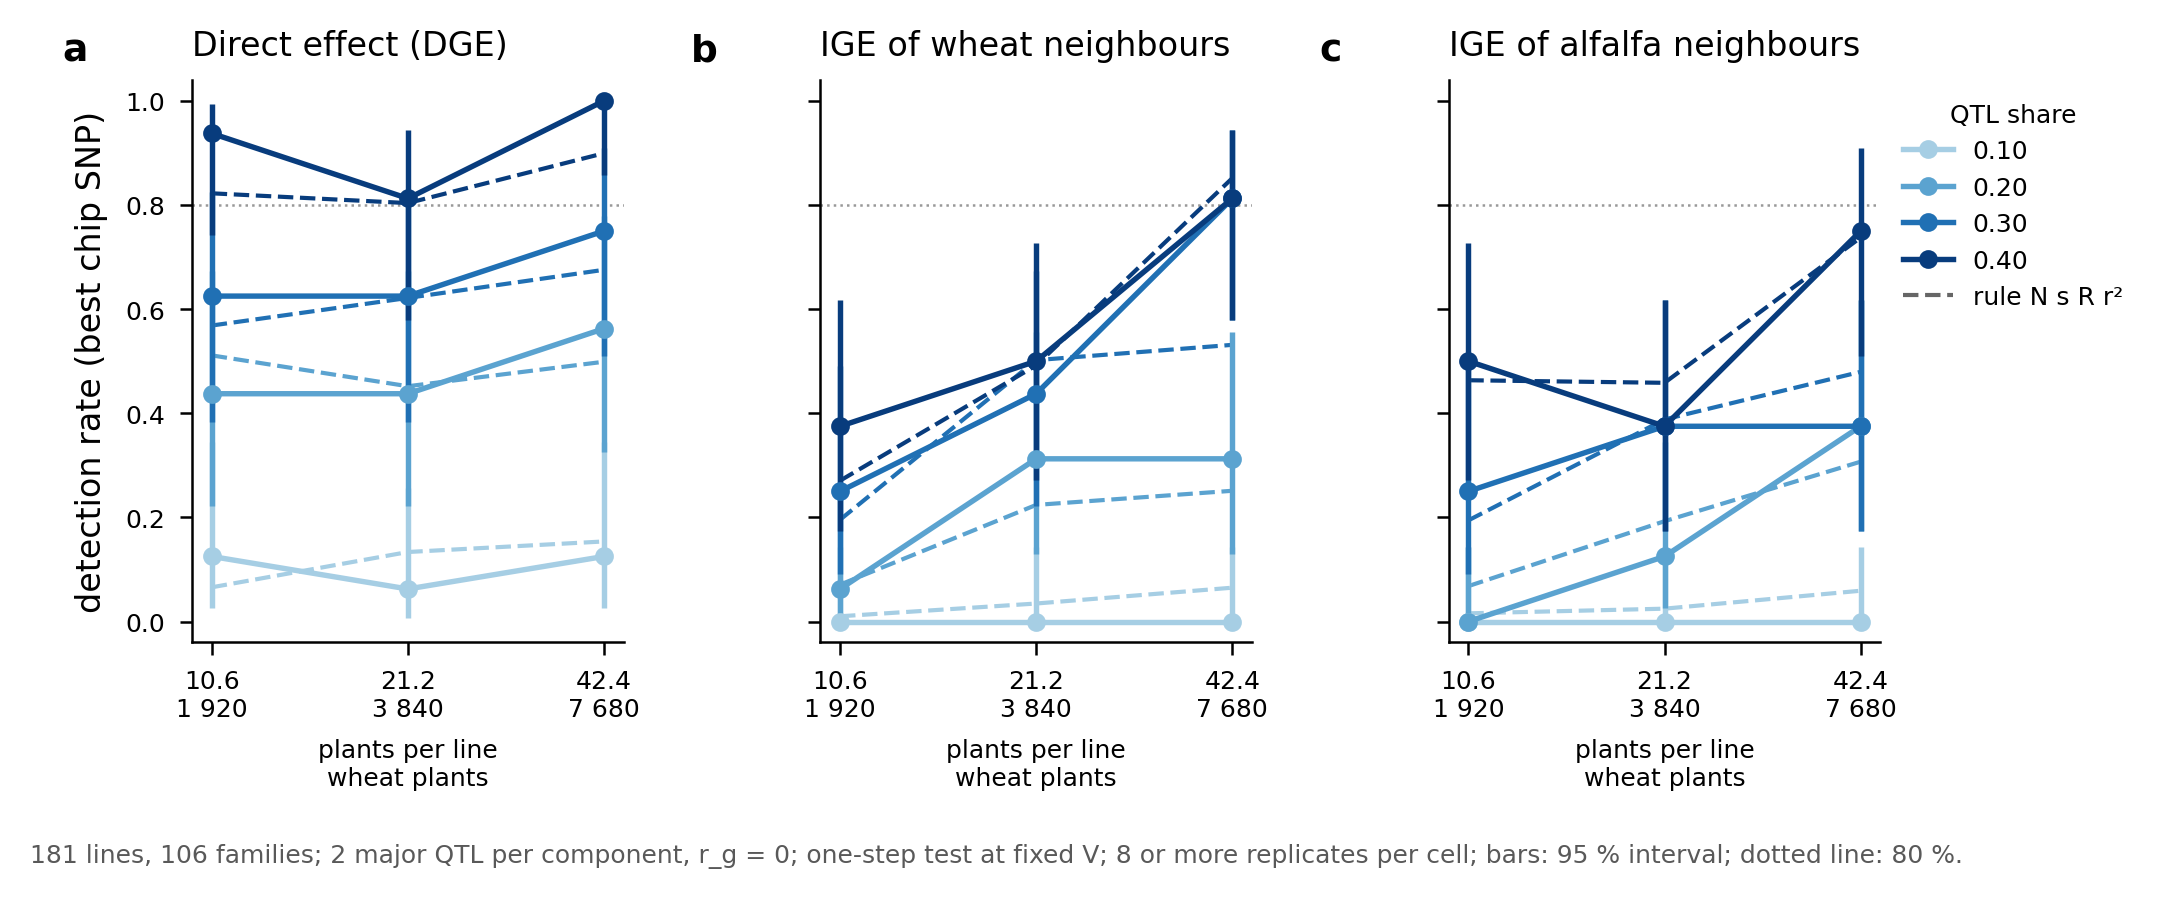 a
Direct effect (DGE)
b
IGE of wheat neighbours
c
IGE of alfalfa neighbours
detection rate (best chip SNP)
1.0
0.8
0.6
0.4
0.2
0.0
10.6 21.2 42.4
1 920 3 840 7 680
plants per line
wheat plants
10.6 21.2 42.4
1 920 3 840 7 680
plants per line
wheat plants
10.6 21.2 42.4
1 920 3 840 7 680
plants per line
wheat plants
QTL share
0.10
0.20
0.30
0.40
rule N s R r²
181 lines, 106 families; 2 major QTL per component, r_g = 0; one-step test at fixed V; 8 or more replicates per cell; bars: 95 % interval; dotted line: 80 %.